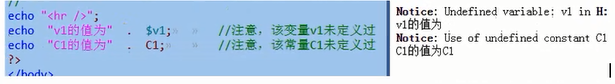 //
echo "<hr />";
echo "v1的值为" . $v1; //注意，该变量v1未定义过
echo "C1的值为" . C1; //注意，该常量C1未定义过
?>
</body>
Notice: Undefined variable: v1 in H:
v1的值为
Notice: Use of undefined constant C1
C1的值为C1